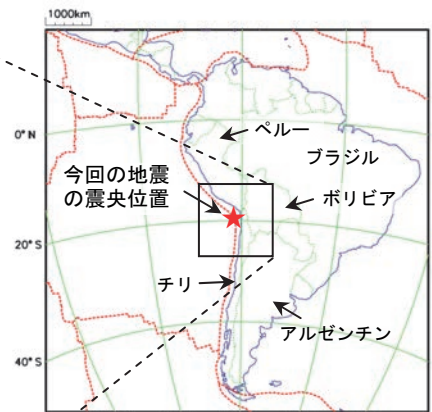 1000km
ペルー
0° N
ブラジル
今回の地震
の震央位置
ボリビア
20° S
チリ
アルゼンチン
40° S